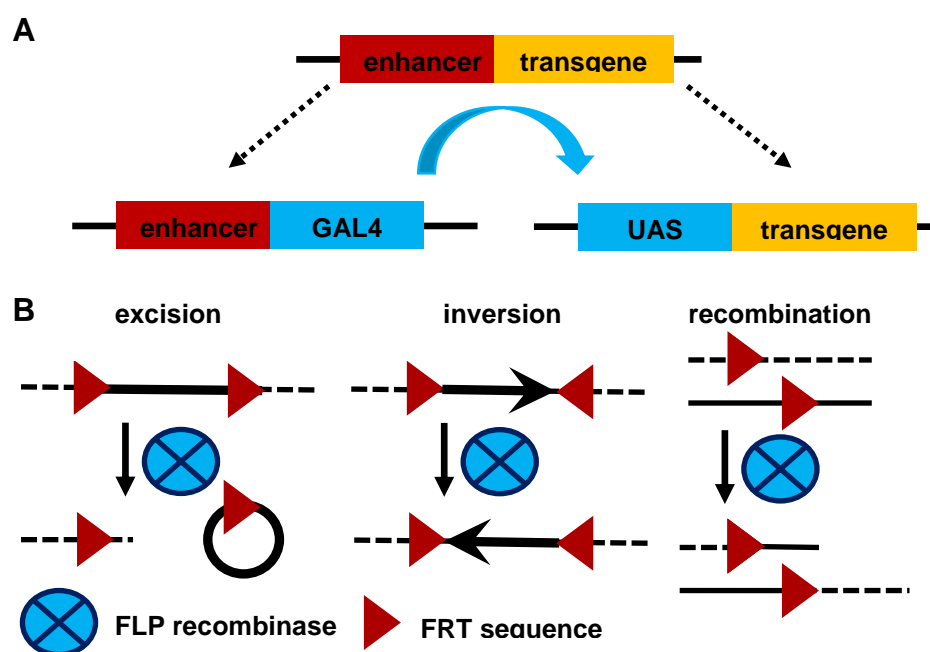 A
enhancer transgene
enhancer GAL4 UAS transgene
B
excision inversion recombination
FLP recombinase FRT sequence